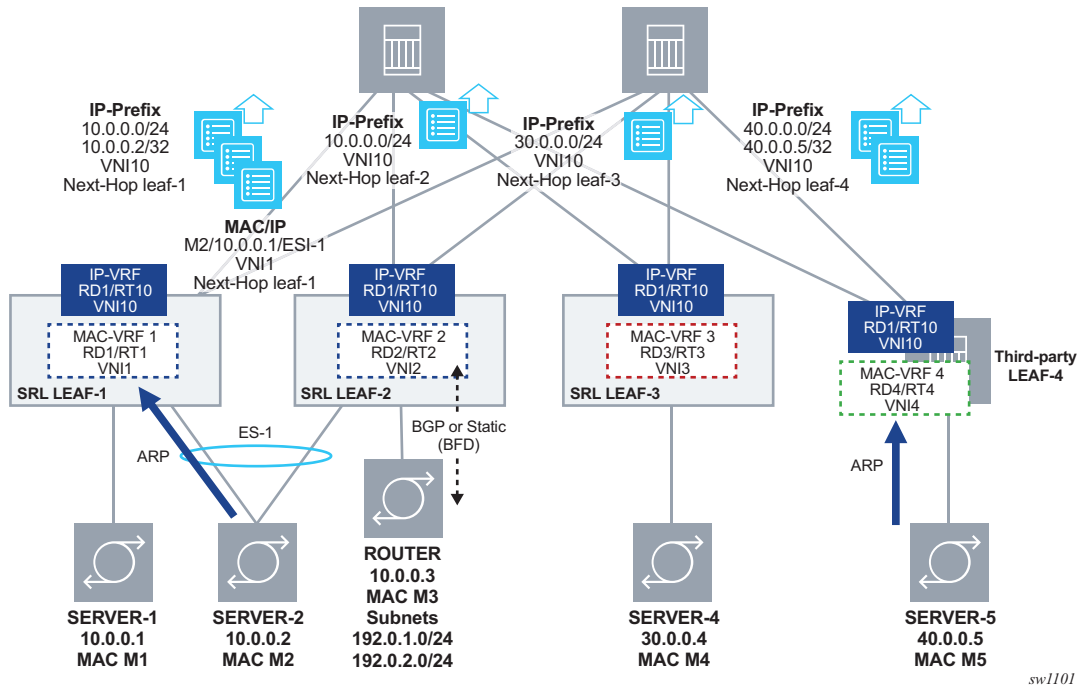 IP-Prefix
10.0.0.0/24
10.0.0.2/32
VNI10
Next-Hop leaf-1
IP-Prefix
10.0.0.0/24
VNI10
Next-Hop leaf-2
IP-Prefix
30.0.0.0/24
VNI10
Next-Hop leaf-3
IP-Prefix
40.0.0.0/24
40.0.0.5/32
VNI10
Next-Hop leaf-4
MAC/IP
M2/10.0.0.1/ESI-1
VNI1
Next-Hop leaf-1
IP-VRF
RD1/RT10
VNI10
MAC-VRF 1
RD1/RT1
VNI1
SRL LEAF-1
IP-VRF
RD1/RT10
VNI10
MAC-VRF 2
RD2/RT2
VNI2
SRL LEAF-2
IP-VRF
RD1/RT10
VNI10
MAC-VRF 3
RD3/RT3
VNI3
SRL LEAF-3
IP-VRF
RD1/RT10
VNI10
MAC-VRF 4
RD4/RT4
VNI4
Third-party
LEAF-4
ARP
ES-1
BGP or Static
(BFD)
ARP
SERVER-1
10.0.0.1
MAC M1
SERVER-2
10.0.0.2
MAC M2
ROUTER
10.0.0.3
MAC M3
Subnets
192.0.1.0/24
192.0.2.0/24
SERVER-4
30.0.0.4
MAC M4
SERVER-5
40.0.0.5
MAC M5
sw1101